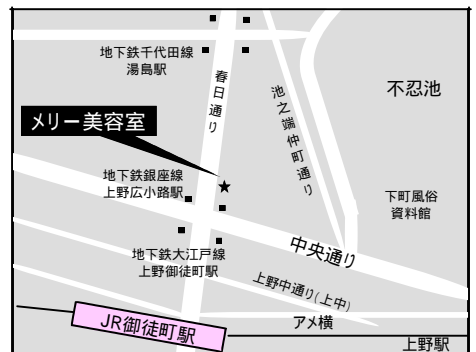 地下鉄千代田線
湯島駅
春日通り
池之端仲町通り
不忍池
メリー美容室
地下鉄銀座線
上野広小路駅
下町風俗
資料館
中央通り
地下鉄大江戸線
上野御徒町駅
上野中通り(上中)
JR御徒町駅
アメ横
上野駅